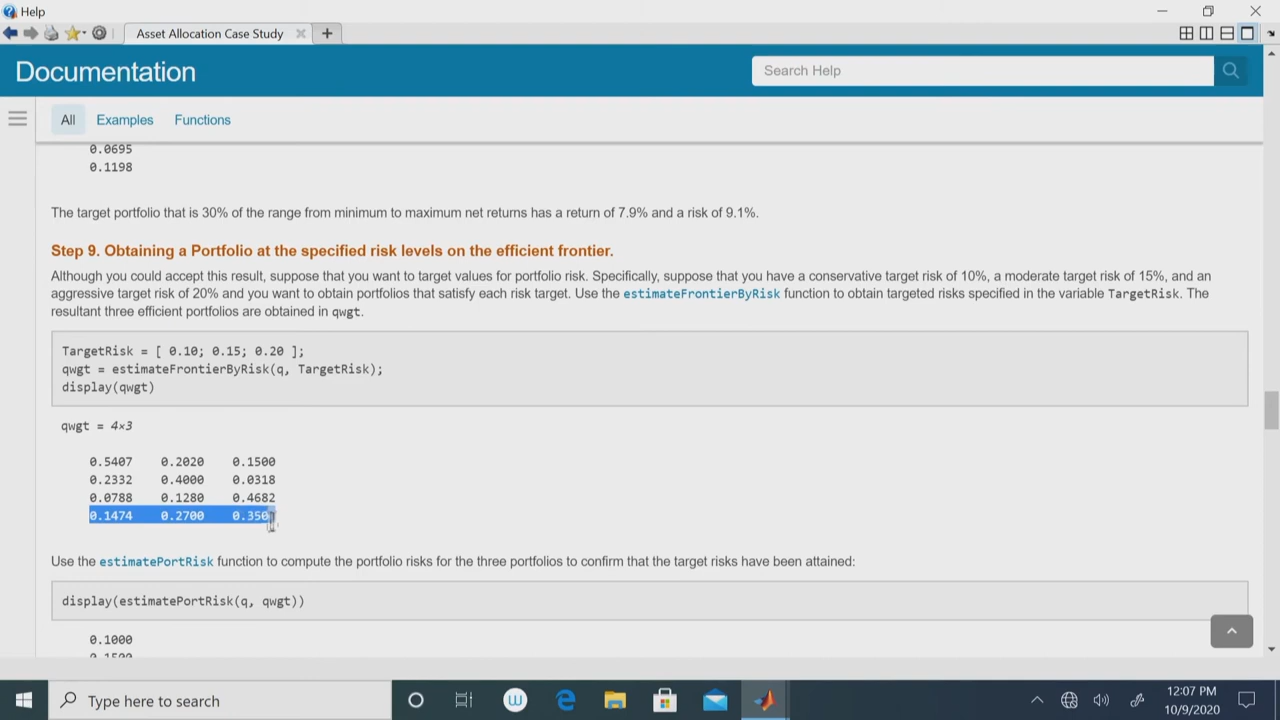 Help
Asset Allocation Case Study
Documentation
Search Help
All Examples Functions
0.0695
0.1198
The target portfolio that is 30% of the range from minimum to maximum net returns has a return of 7.9% and a risk of 9.1%.
Step 9. Obtaining a Portfolio at the specified risk levels on the efficient frontier.
Although you could accept this result, suppose that you want to target values for portfolio risk. Specifically, suppose that you have a conservative target risk of 10%, a moderate target risk of 15%, and an
aggressive target risk of 20% and you want to obtain portfolios that satisfy each risk target. Use the estimateFrontierByRisk function to obtain targeted risks specified in the variable TargetRisk. The
resultant three efficient portfolios are obtained in qwgt.
TargetRisk = [ 0.10; 0.15; 0.20 ];
qwgt = estimateFrontierByRisk(q, TargetRisk);
display(qwgt)
qwgt = 4×3
0.5407 0.2020 0.1500
0.2332 0.4000 0.0318
0.0788 0.1280 0.4682
0.1474 0.2700 0.350
Use the estimatePortRisk function to compute the portfolio risks for the three portfolios to confirm that the target risks have been attained:
display(estimatePortRisk(q, qwgt))
0.1000
0.1500
Type here to search
12:07 PM
10/9/2020